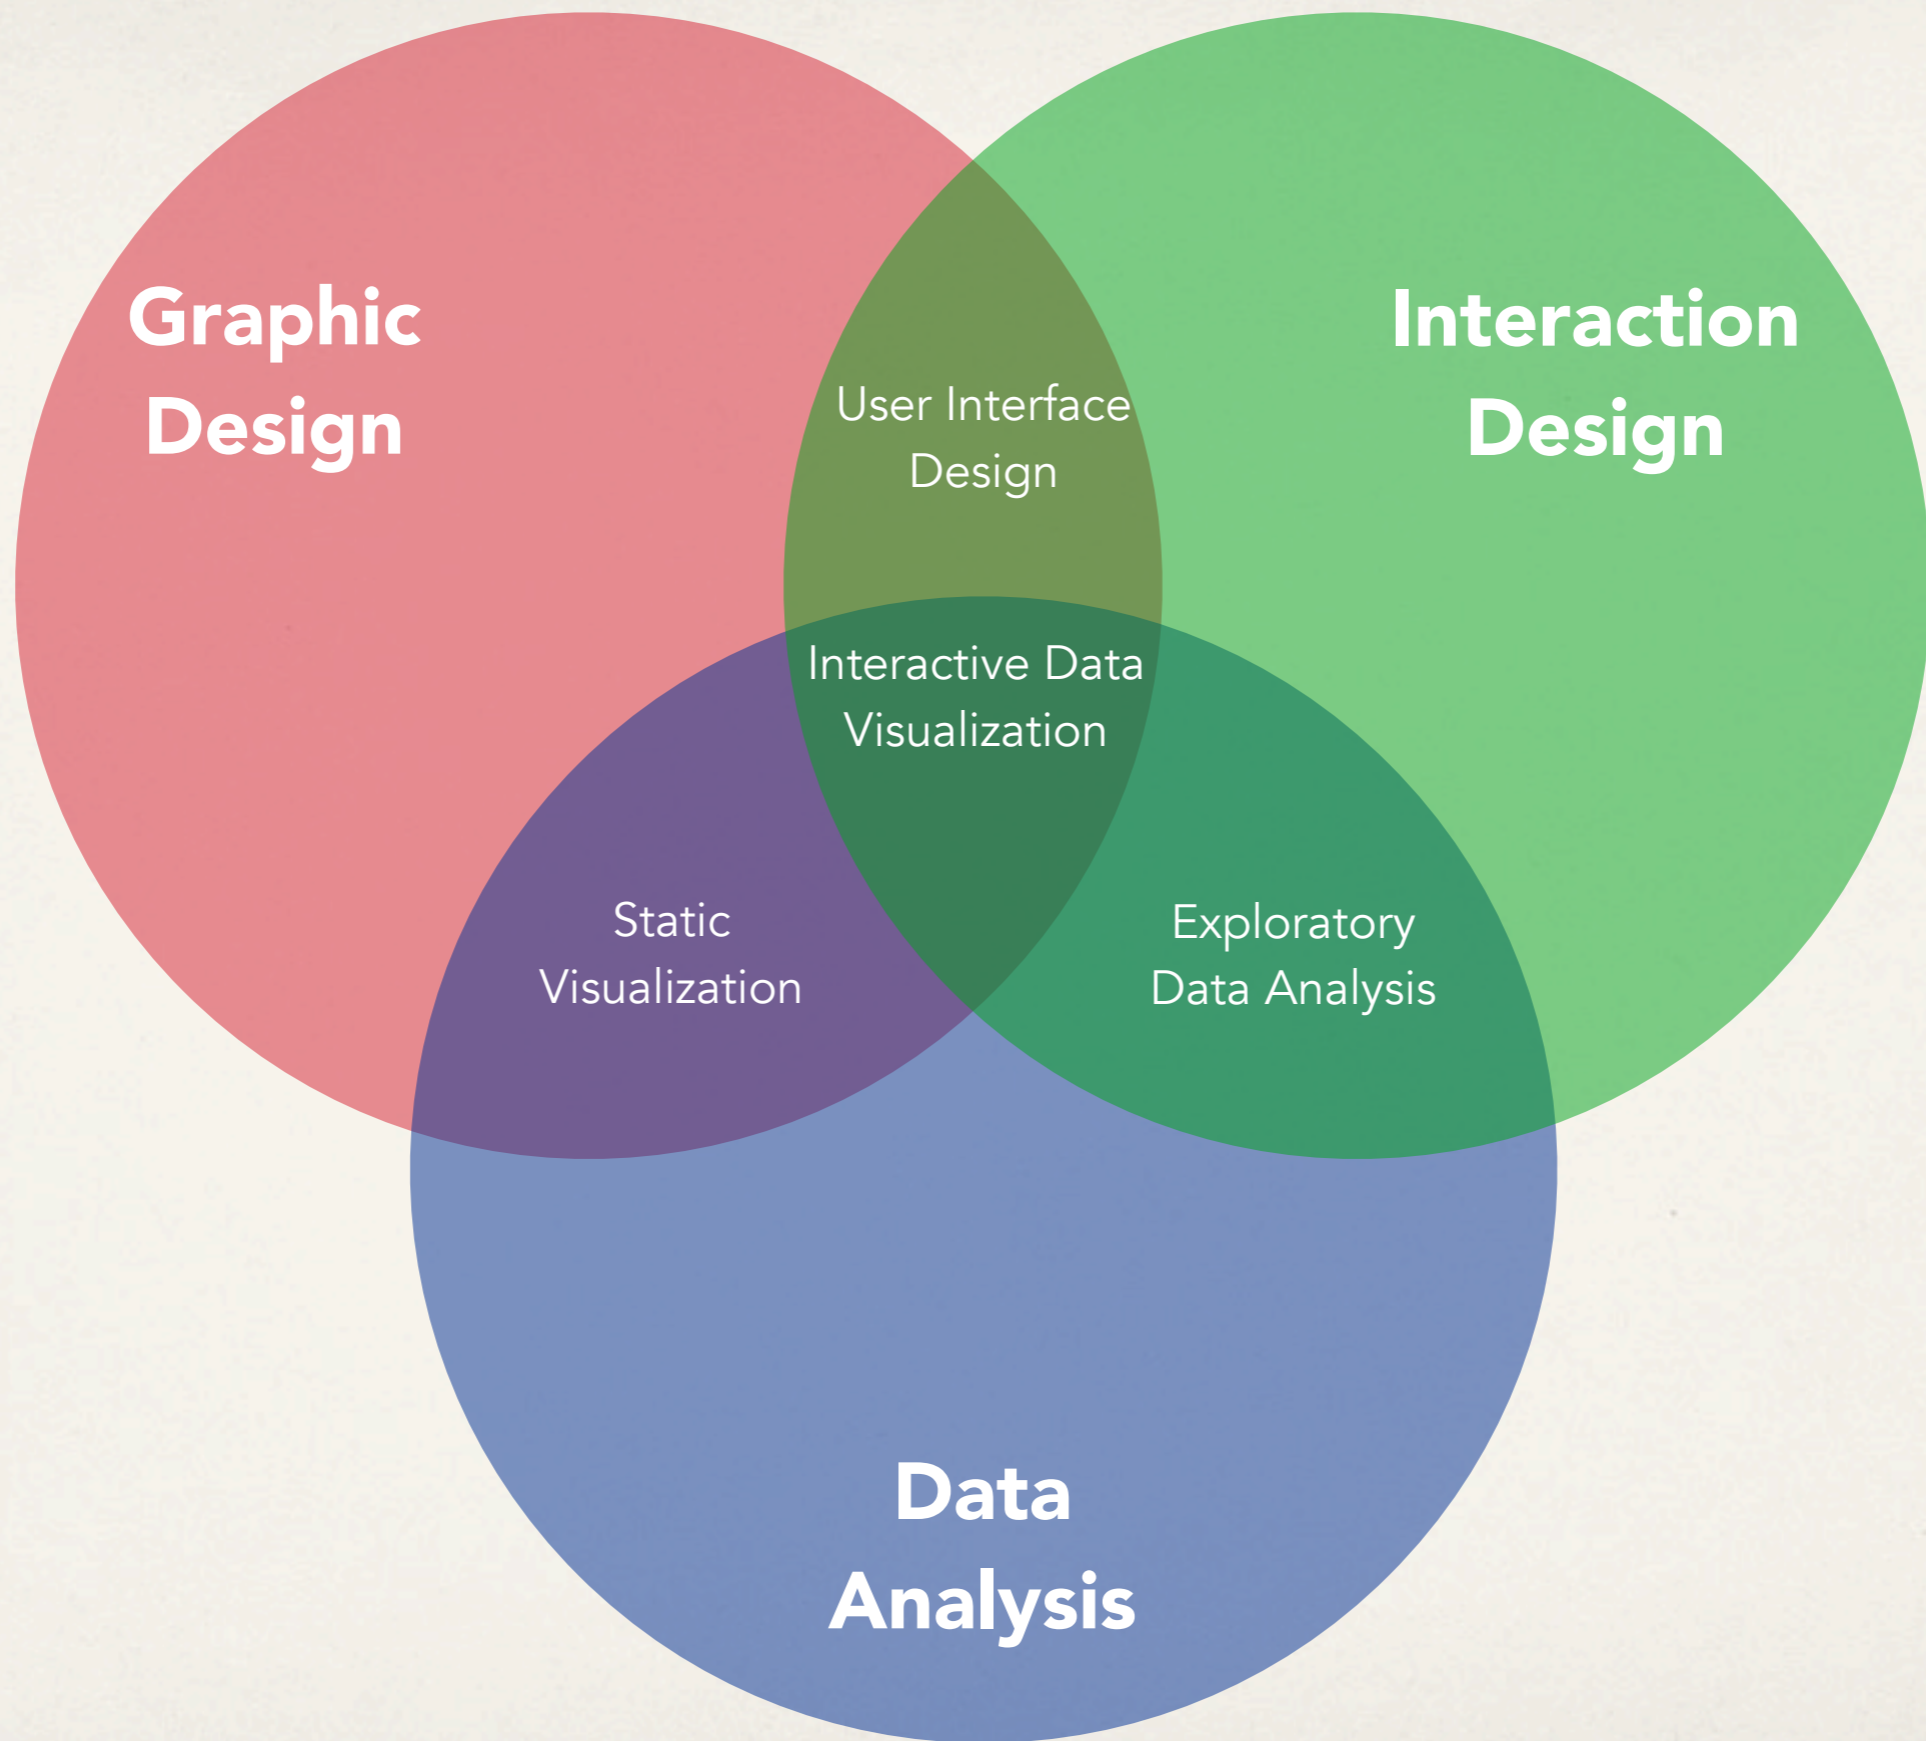 Graphic
Design
Interaction
Design
User Interface
Design
Interactive Data
Visualization
Static
Visualization
Exploratory
Data Analysis
Data
Analysis